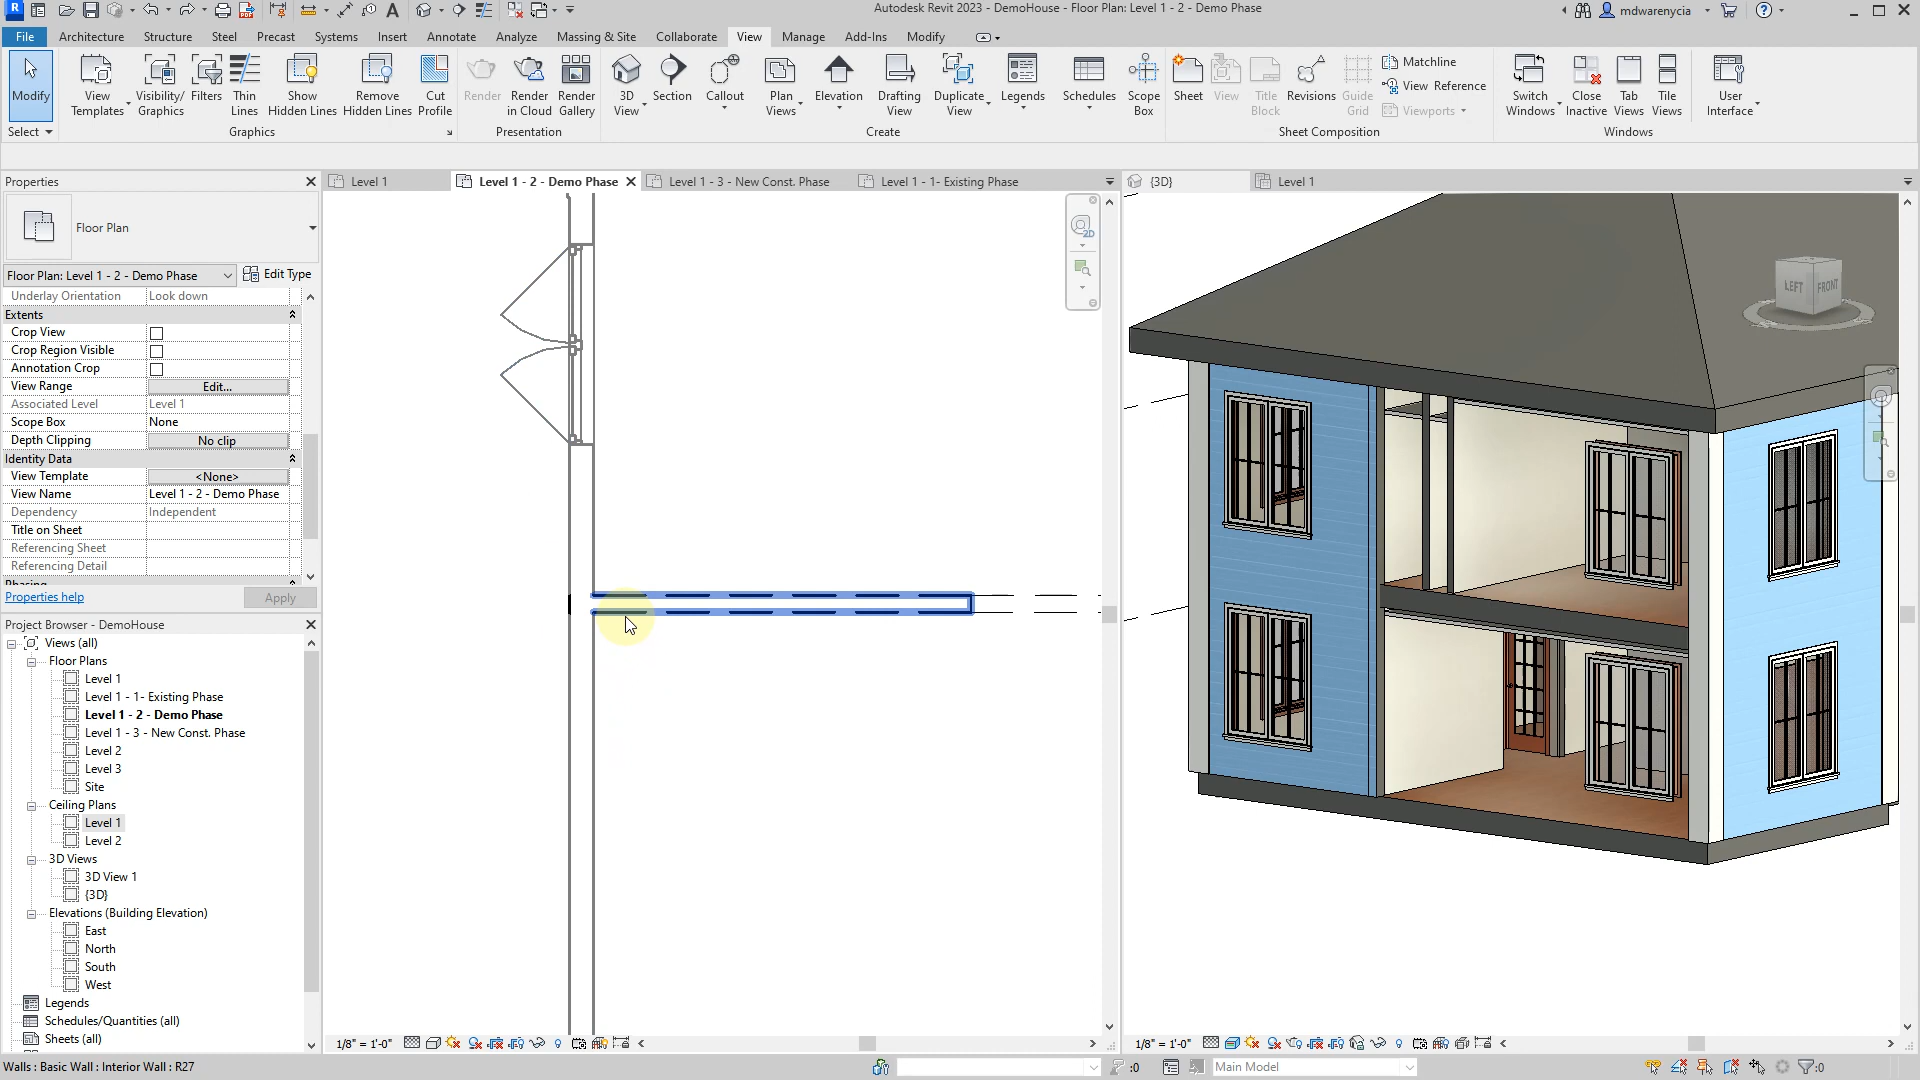 Autodesk Revit 2023 - DemoHouse - Floor Plan: Level 1 - 2 - Demo Phase
mdwarenycia
File
Architecture
Structure
Steel
Precast
Systems
Insert
Annotate
Analyze
Massing & Site
Collaborate
View
Manage
Add-Ins
Modify
Modify
View Templates
Visibility/ Graphics
Filters
Thin Lines
Show Hidden Lines
Remove Hidden Lines
Cut Profile
Render
Render in Cloud
Render Gallery
3D View
Section
Callout
Plan Views
Elevation
Drafting View
Duplicate View
Legends
Schedules
Scope Box
Sheet
View
Title Block
Revisions
Guide Grid
Matchline
View Reference
Viewports
Switch Windows
Close Inactive
Tab Views
Tile Views
User Interface
Select
Graphics
Presentation
Create
Sheet Composition
Windows
Properties
Floor Plan
Floor Plan: Level 1 - 2 - Demo Phase
Edit Type
Underlay Orientation Look down
Extents
Crop View
Crop Region Visible
Annotation Crop
View Range Edit...
Associated Level Level 1
Scope Box None
Depth Clipping No clip
Identity Data
View Template <None>
View Name Level 1 - 2 - Demo Phase
Dependency Independent
Title on Sheet
Referencing Sheet
Referencing Detail
Phasing
Properties help
Apply
Project Browser - DemoHouse
Views (all)
Floor Plans
Level 1
Level 1 - 1- Existing Phase
Level 1 - 2 - Demo Phase
Level 1 - 3 - New Const. Phase
Level 2
Level 3
Site
Ceiling Plans
Level 1
Level 2
3D Views
3D View 1
{3D}
Elevations (Building Elevation)
East
North
South
West
Legends
Schedules/Quantities (all)
Sheets (all)
Level 1
Level 1 - 2 - Demo Phase
Level 1 - 3 - New Const. Phase
Level 1 - 1- Existing Phase
{3D}
Level 1
2D
LEFT
FRONT
1/8" = 1'-0"
1/8" = 1'-0"
Walls : Basic Wall : Interior Wall : R27
:0
Main Model
:0